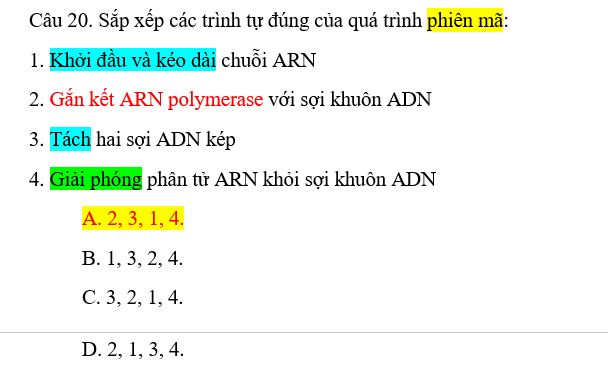 Câu 20. Sắp xếp các trình tự đúng của quá trình phiên mã:
1. Khởi đầu và kéo dài chuỗi ARN
2. Gắn kết ARN polymerase với sợi khuôn ADN
3. Tách hai sợi ADN kép
4. Giải phóng phân tử ARN khỏi sợi khuôn ADN
A. 2, 3, 1, 4.
B. 1, 3, 2, 4.
C. 3, 2, 1, 4.
D. 2, 1, 3, 4.